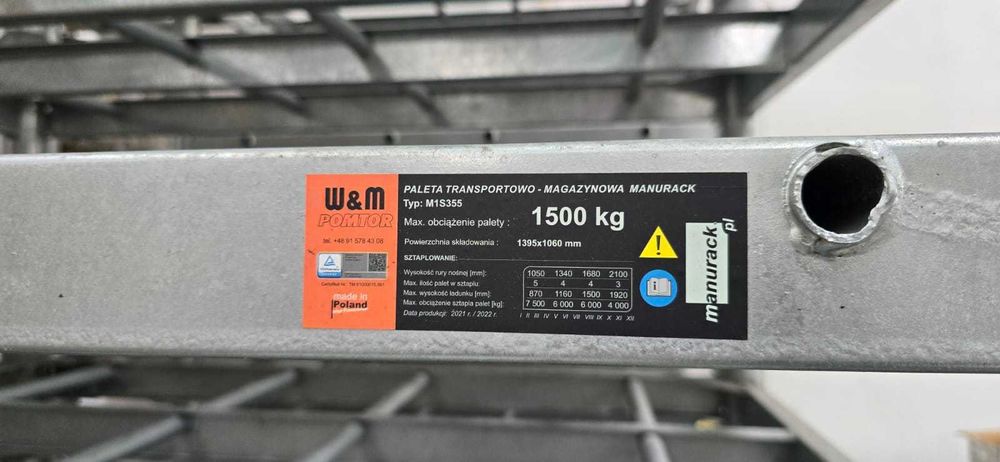 W&M
POMTOR
tel. +48 91 578 43 08
made in
Poland
PALETA TRANSPORTOWO - MAGAZYNOWA MANURACK
Typ: M1S355
Max. obciążenie palety : 1500 kg
Powierzchnia składowania : 1395x1060 mm
SZTAPLOWANIE:
Wysokość rury nośnej [mm]: 1050 1340 1680 2100
Max. ilość palet w sztaplu: 5 4 4 3
Max. wysokość ładunku [mm]: 870 1160 1500 1920
Max. obciążenie sztapla palet [kg]: 7 500 6 000 6 000 4 000
Data produkcji: 2021 r. / 2022 r. I II III IV V VI VII VIII IX X XI XII
manurack.pl